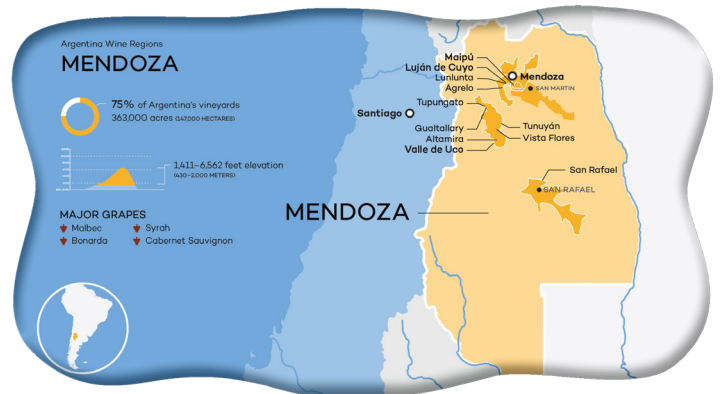 Argentina Wine Regions
MENDOZA
75% of Argentina's vineyards
363,000 acres (147,000 HECTARES)
1,411–6,562 feet elevation
(430–2,000 METERS)
MAJOR GRAPES
Malbec
Syrah
Bonarda
Cabernet Sauvignon
Maipú
Luján de Cuyo
Lunlunta
Agrelo
Mendoza
SAN MARTIN
Tupungato
Santiago
Gualtallary
Altamira
Valle de Uco
Tunuyán
Vista Flores
San Rafael
SAN RAFAEL
MENDOZA